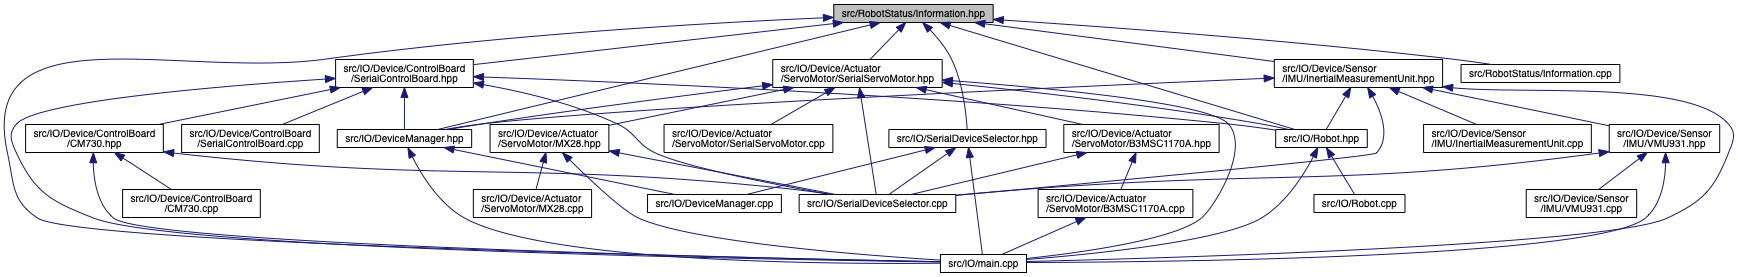 src/RobotStatus/Information.hpp
src/IO/Device/ControlBoard
/SerialControlBoard.hpp
src/IO/Device/Actuator
/ServoMotor/SerialServoMotor.hpp
src/IO/Device/Sensor
/IMU/InertialMeasurementUnit.hpp
src/RobotStatus/Information.cpp
src/IO/Device/ControlBoard
/CM730.hpp
src/IO/Device/ControlBoard
/SerialControlBoard.cpp
src/IO/DeviceManager.hpp
src/IO/Device/Actuator
/ServoMotor/MX28.hpp
src/IO/Device/Actuator
/ServoMotor/SerialServoMotor.cpp
src/IO/SerialDeviceSelector.hpp
src/IO/Device/Actuator
/ServoMotor/B3MSC1170A.hpp
src/IO/Robot.hpp
src/IO/Device/Sensor
/IMU/InertialMeasurementUnit.cpp
src/IO/Device/Sensor
/IMU/VMU931.hpp
src/IO/Device/ControlBoard
/CM730.cpp
src/IO/Device/Actuator
/ServoMotor/MX28.cpp
src/IO/DeviceManager.cpp
src/IO/SerialDeviceSelector.cpp
src/IO/Device/Actuator
/ServoMotor/B3MSC1170A.cpp
src/IO/Robot.cpp
src/IO/Device/Sensor
/IMU/VMU931.cpp
src/IO/main.cpp